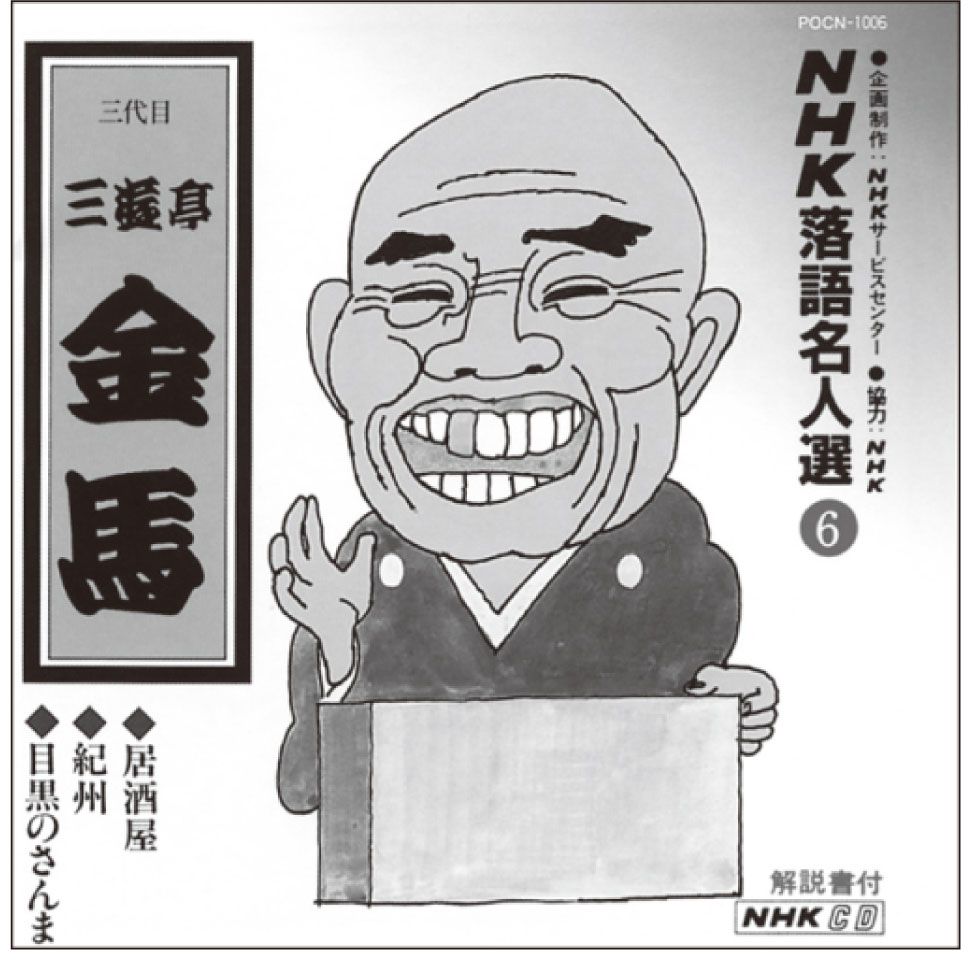 POCN-1006
●企画制作:NHKサービスセンター ●協力:NHK
NHK落語名人選
6
三代目
三遊亭
金馬
◆居酒屋
◆紀州
◆目黒のさんま
解説書付
NHK CD